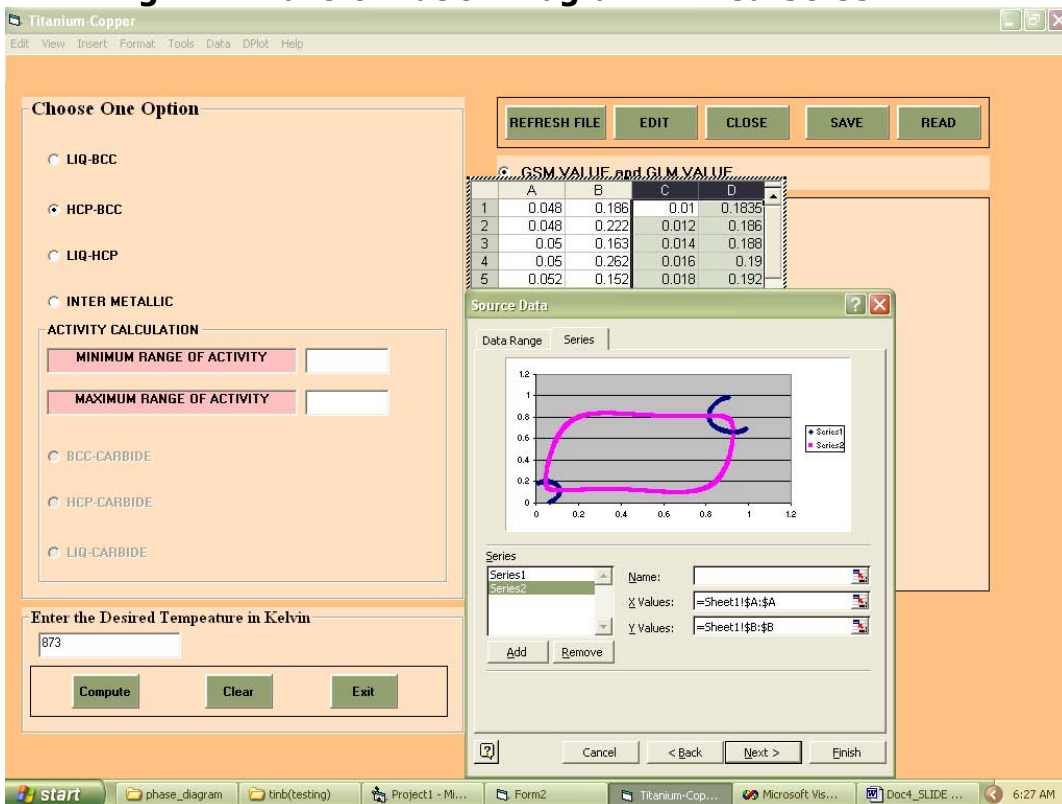 Titanium-Copper
Edit View Insert Format Tools Data DPlot Help
Choose One Option
LIQ-BCC
HCP-BCC
LIQ-HCP
INTER METALLIC
ACTIVITY CALCULATION
MINIMUM RANGE OF ACTIVITY
MAXIMUM RANGE OF ACTIVITY
BCC-CARBIDE
HCP-CARBIDE
LIQ-CARBIDE
Enter the Desired Tempeature in Kelvin
873
Compute Clear Exit
REFRESH FILE EDIT CLOSE SAVE READ
GSM VALUE and GLM VALUE
A B C D
1 0.048 0.186 0.01 0.1835
2 0.048 0.222 0.012 0.186
3 0.05 0.163 0.014 0.188
4 0.05 0.262 0.016 0.19
5 0.052 0.152 0.018 0.192
Source Data
Data Range Series
1.2
1
0.8
0.6
0.4
0.2
0
0 0.2 0.4 0.6 0.8 1 1.2
Series1
Series2
Series
Series1
Series2
Name:
X Values: =Sheet1!$A:$A
Y Values: =Sheet1!$B:$B
Add Remove
Cancel < Back Next > Finish
start phase_diagram tinb(testing) Project1 - Mi... Form2 Titanium-Cop... Microsoft Vis... Doc4_SLIDE ... 6:27 AM